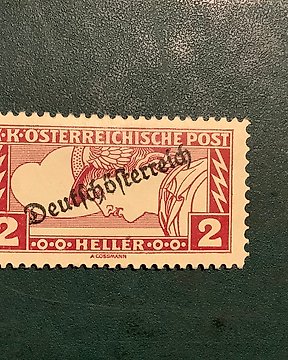 K·ÖSTERREICHISCHE POST
Deutschösterreich
2 HELLER 2
A.COSSMANN